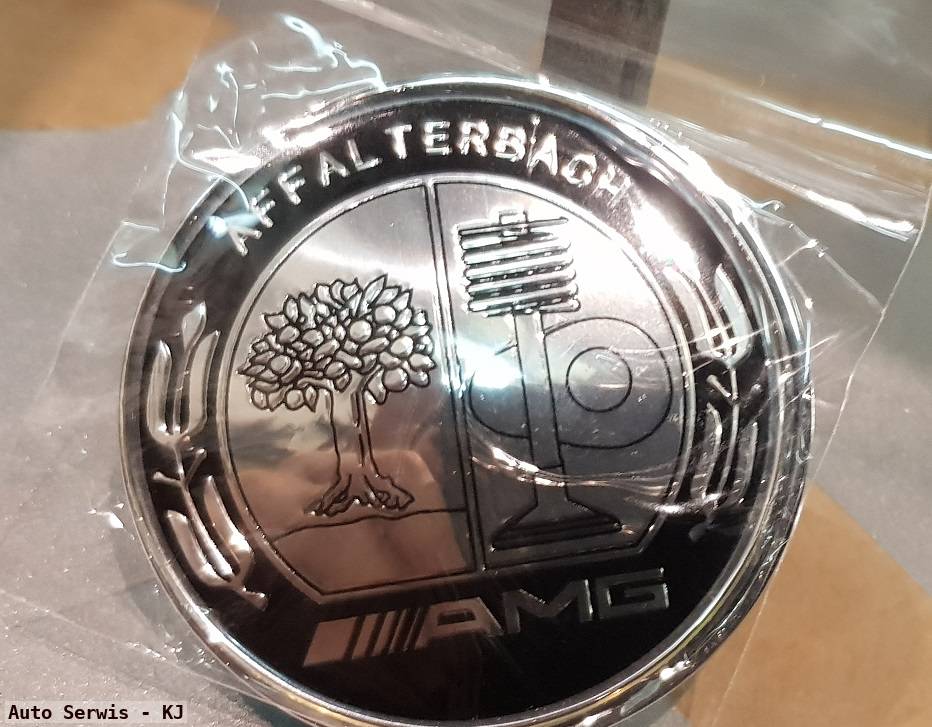 AFFALTERBACH
AMG
Auto Serwis - KJ